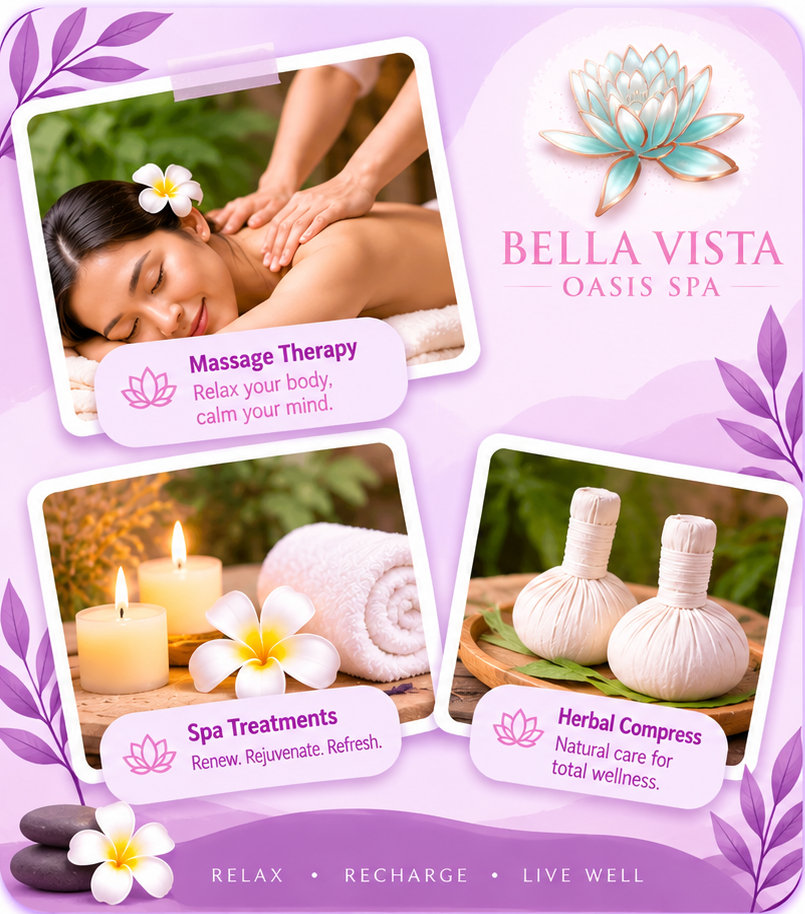 BELLA VISTA
OASIS SPA
Massage Therapy
Relax your body,
calm your mind.
Spa Treatments
Renew. Rejuvenate. Refresh.
Herbal Compress
Natural care for
total wellness.
RELAX • RECHARGE • LIVE WELL